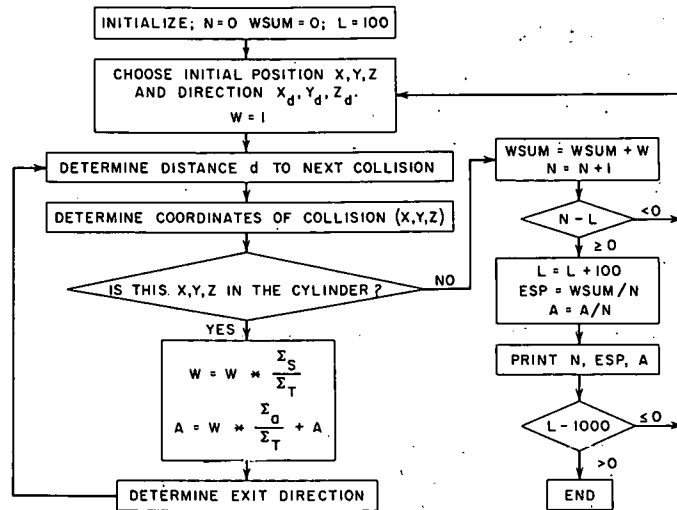 INITIALIZE; N=0 WSUM=0; L=100
CHOOSE INITIAL POSITION X,Y,Z
AND DIRECTION X_d,Y_d,Z_d.
W=1
DETERMINE DISTANCE d TO NEXT COLLISION
DETERMINE COORDINATES OF COLLISION (X,Y,Z)
IS THIS X,Y,Z IN THE CYLINDER?
NO
YES
W = W * Σ_S / Σ_T
A = W * Σ_a / Σ_T + A
DETERMINE EXIT DIRECTION
WSUM = WSUM + W
N = N+1
N-L
<0
≥0
L = L + 100
ESP = WSUM/N
A = A/N
PRINT N, ESP, A
L-1000
≤0
>0
END